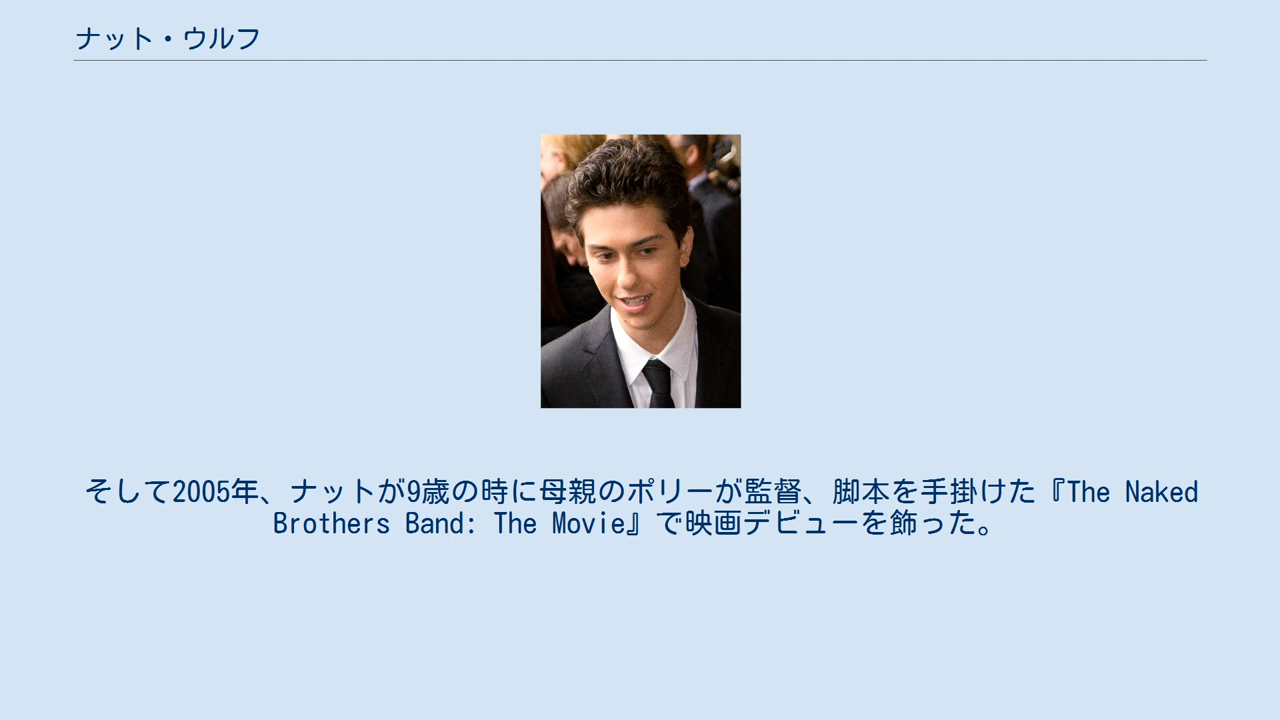 ナット・ウルフ
そして2005年、ナットが9歳の時に母親のポリーが監督、脚本を手掛けた『The Naked
Brothers Band: The Movie』で映画デビューを飾った。